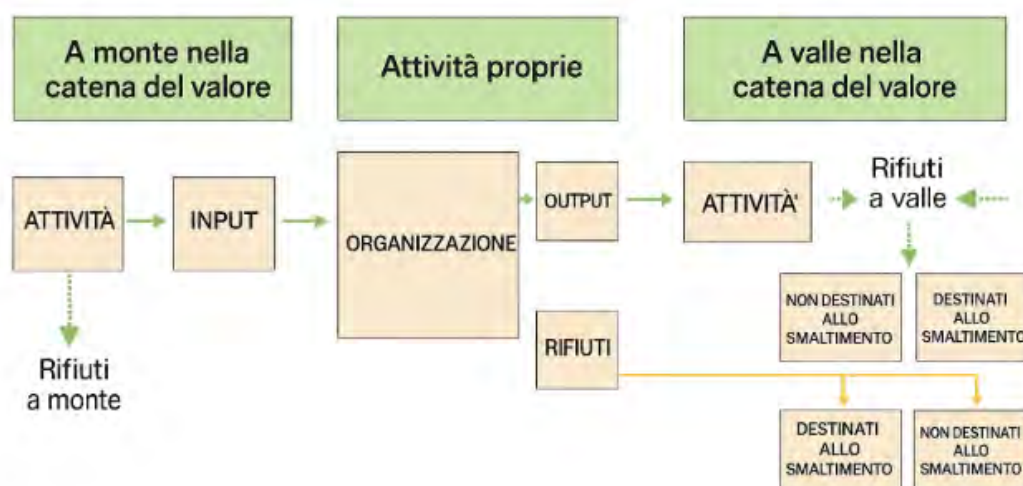 A monte nella
catena del valore
Attività proprie
A valle nella
catena del valore
ATTIVITÀ
INPUT
ORGANIZZAZIONE
OUTPUT
ATTIVITÀ'
Rifiuti
a valle
NON DESTINATI
ALLO
SMALTIMENTO
DESTINATI
ALLO
SMALTIMENTO
RIFIUTI
Rifiuti
a monte
DESTINATI
ALLO
SMALTIMENTO
NON DESTINATI
ALLO
SMALTIMENTO